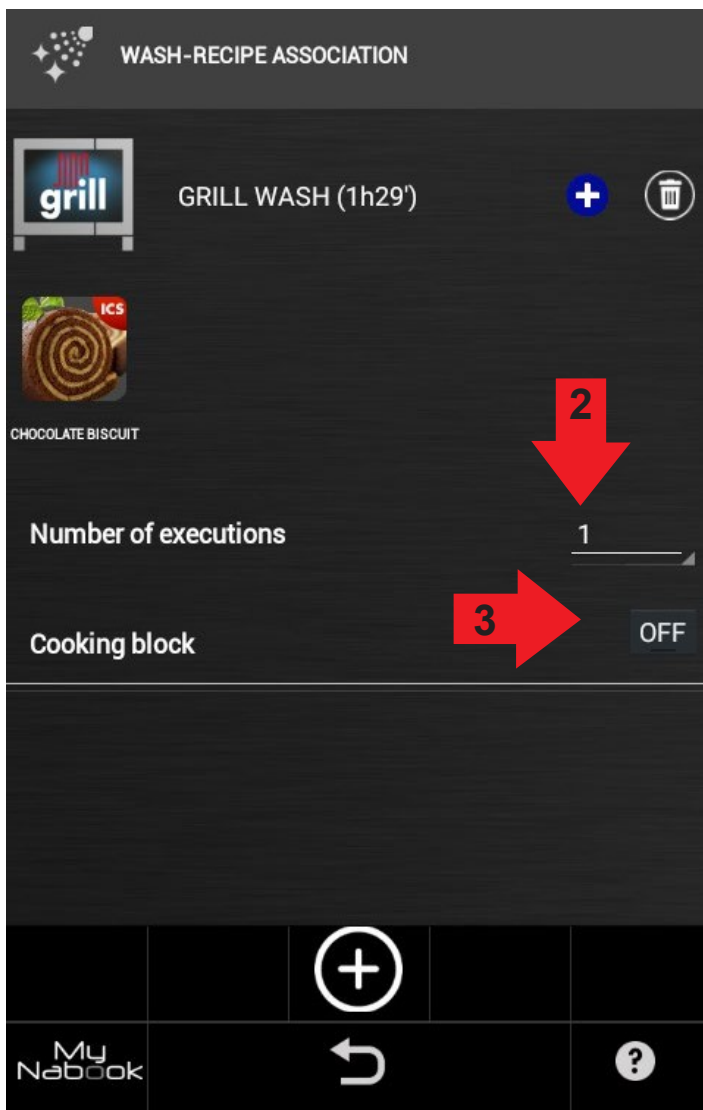 WASH-RECIPE ASSOCIATION
grill
GRILL WASH (1h29')
ICS
CHOCOLATE BISCUIT
2
Number of executions
1
3
Cooking block
OFF
My
Nabook
?